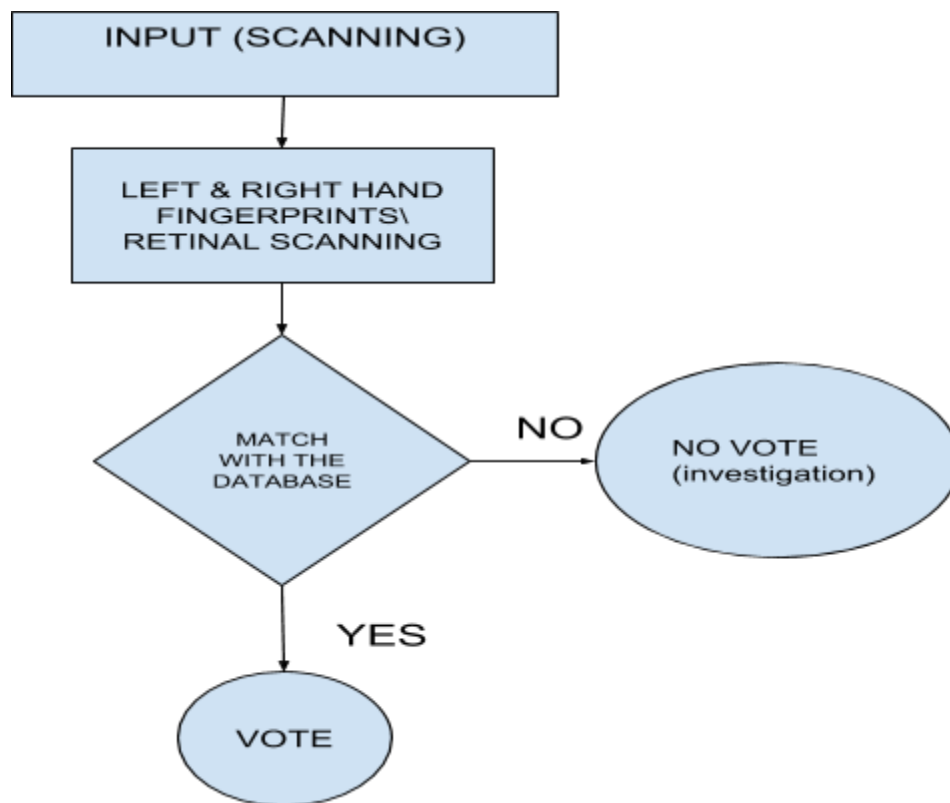 INPUT (SCANNING)
LEFT & RIGHT HAND
FINGERPRINTS\
RETINAL SCANNING
MATCH
WITH THE
DATABASE
NO
NO VOTE
(investigation)
YES
VOTE